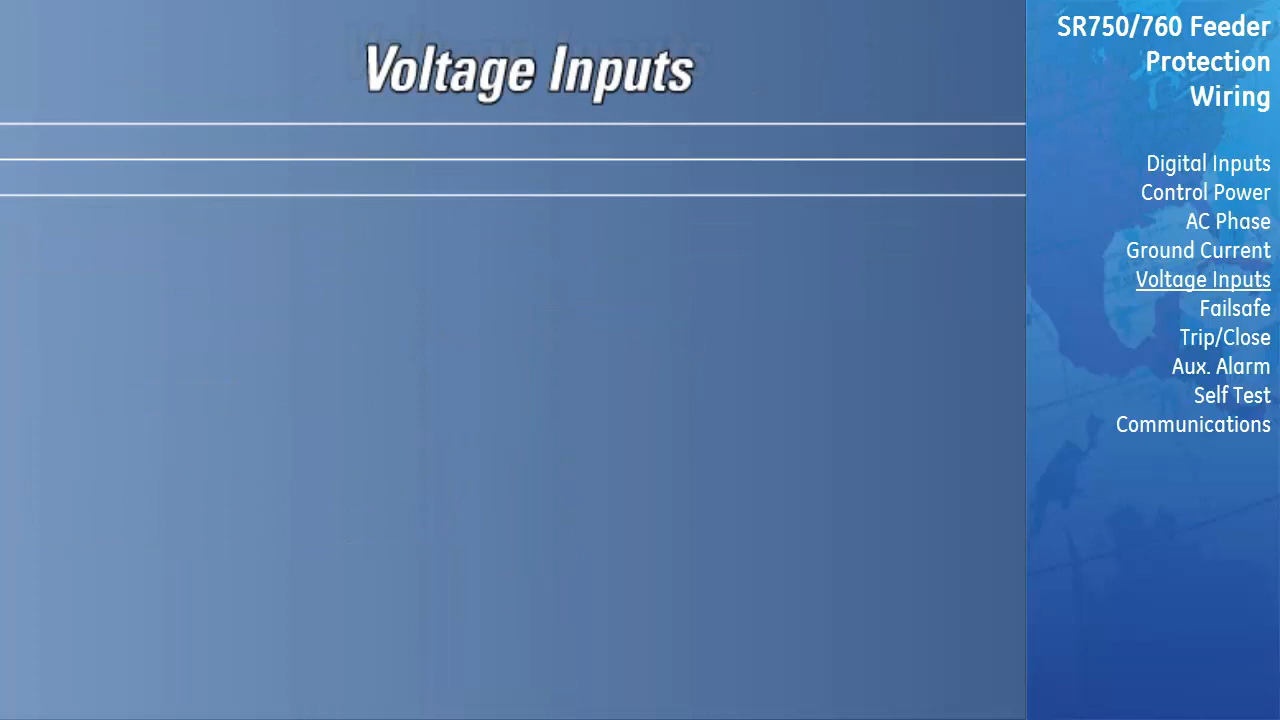 Voltage Inputs
SR750/760 Feeder
Protection
Wiring
Digital Inputs
Control Power
AC Phase
Ground Current
Voltage Inputs
Failsafe
Trip/Close
Aux. Alarm
Self Test
Communications